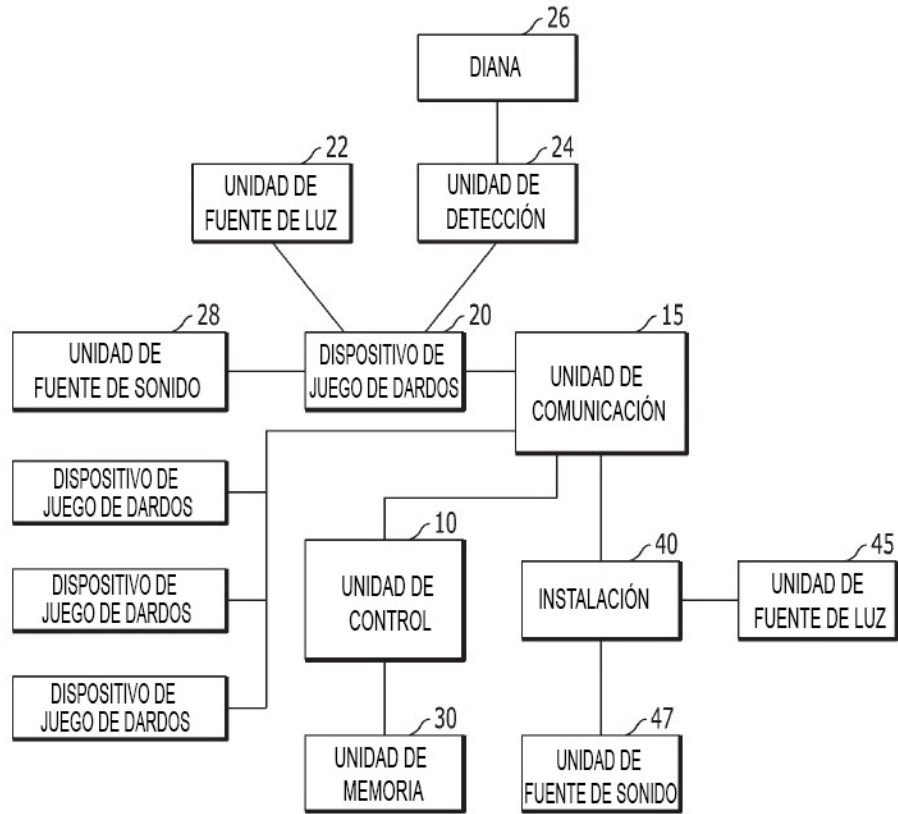 26
DIANA
22
UNIDAD DE
FUENTE DE LUZ
24
UNIDAD DE
DETECCIÓN
28
UNIDAD DE
FUENTE DE SONIDO
20
DISPOSITIVO DE
JUEGO DE DARDOS
15
UNIDAD DE
COMUNICACIÓN
DISPOSITIVO DE
JUEGO DE DARDOS
DISPOSITIVO DE
JUEGO DE DARDOS
DISPOSITIVO DE
JUEGO DE DARDOS
10
UNIDAD DE
CONTROL
40
INSTALACIÓN
45
UNIDAD DE
FUENTE DE LUZ
30
UNIDAD DE
MEMORIA
47
UNIDAD DE
FUENTE DE SONIDO